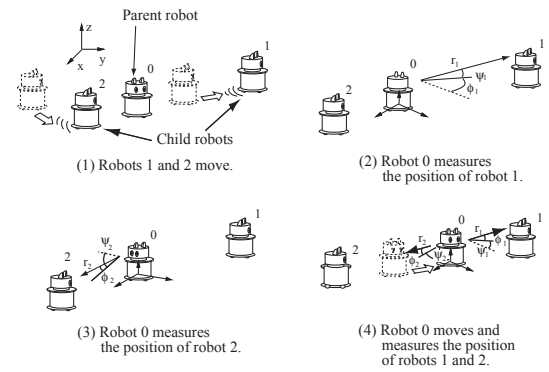 Parent robot
z
x
y
0
1
2
Child robots
(1) Robots 1 and 2 move.
0
1
2
r₁
ψ₁
ϕ₁
(2) Robot 0 measures
the position of robot 1.
0
1
2
ψ₂
r₂
ϕ₂
(3) Robot 0 measures
the position of robot 2.
0
1
2
r₁
ϕ₁
ψ₁
r₂
ϕ₂
ψ₂
(4) Robot 0 moves and
measures the position
of robots 1 and 2.